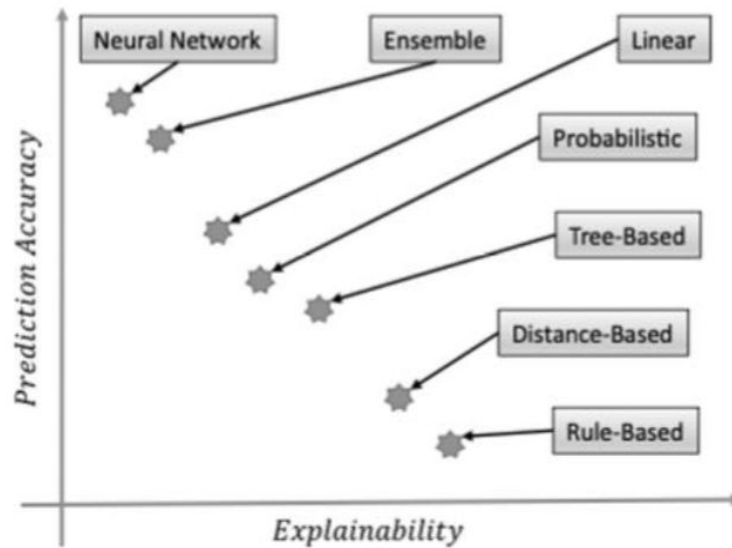 Neural Network
Ensemble
Linear
Probabilistic
Tree-Based
Distance-Based
Rule-Based
Prediction Accuracy
Explainability